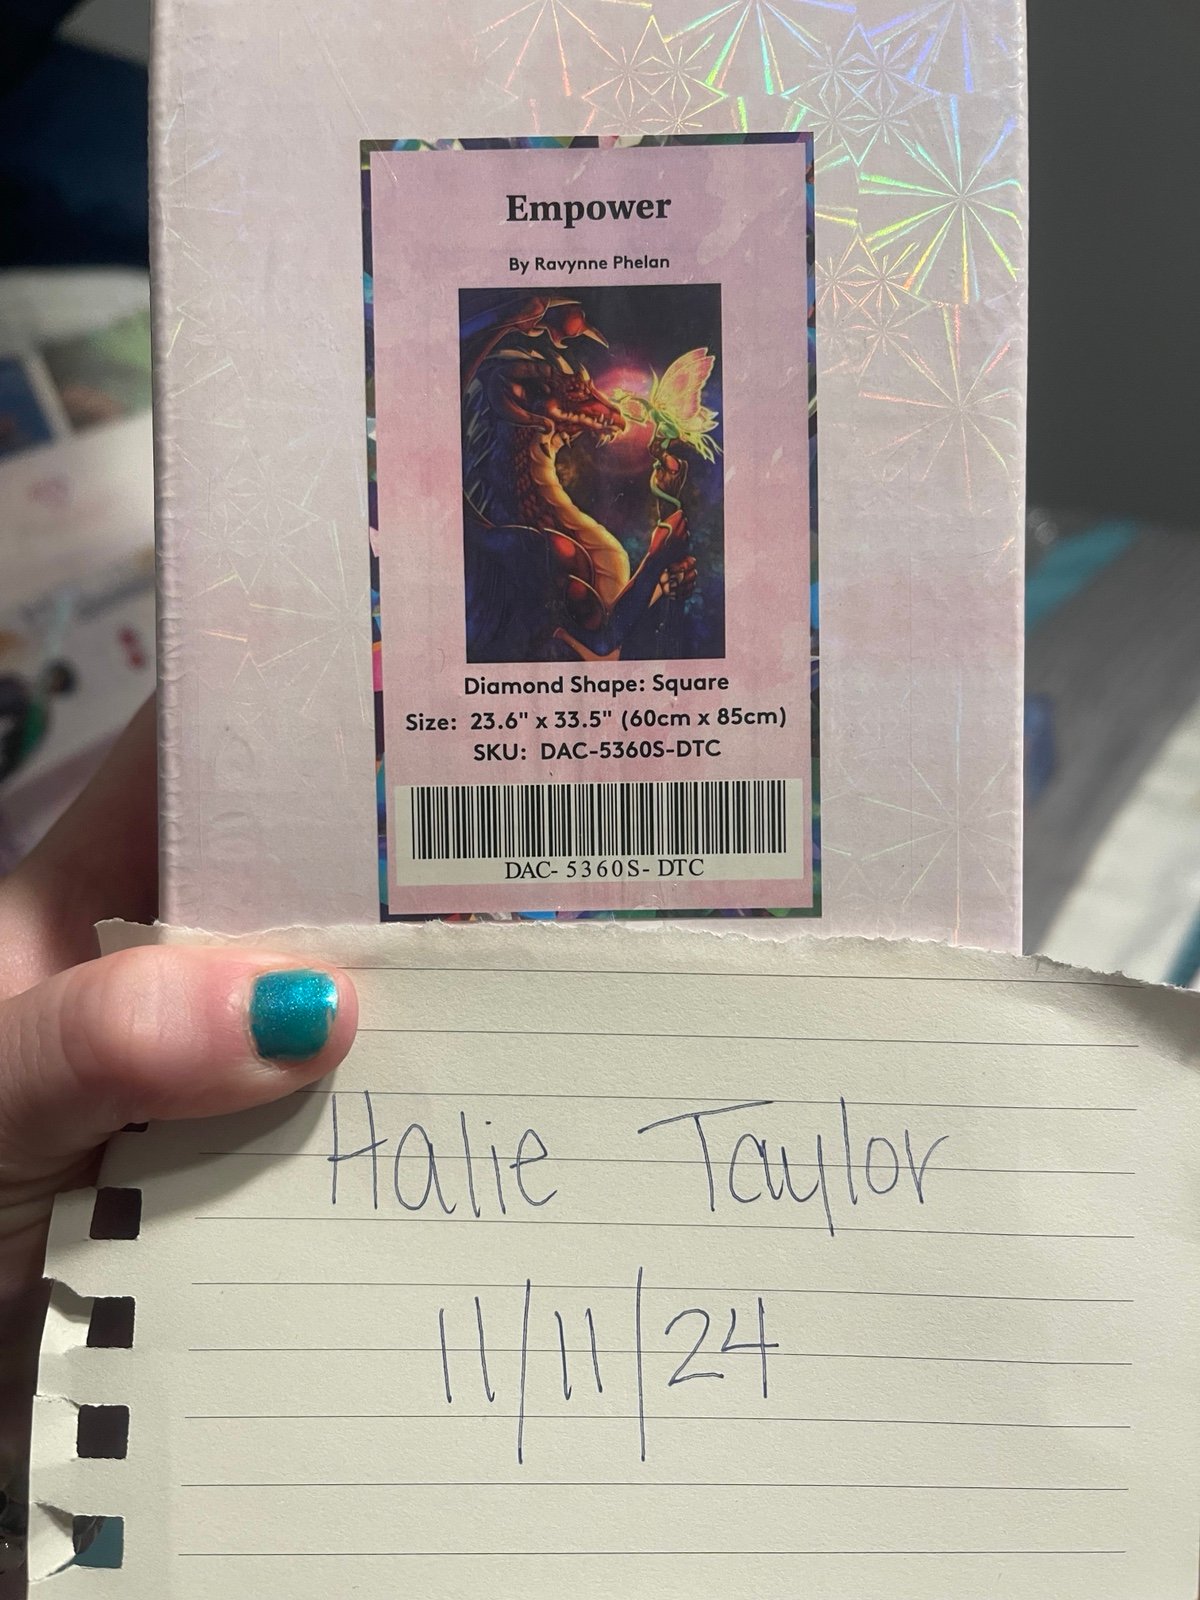 Empower
By Ravynne Phelan
Diamond Shape: Square
Size: 23.6" x 33.5" (60cm x 85cm)
SKU: DAC-5360S-DTC
DAC- 5360S- DTC
Halie Taylor
11/11/24